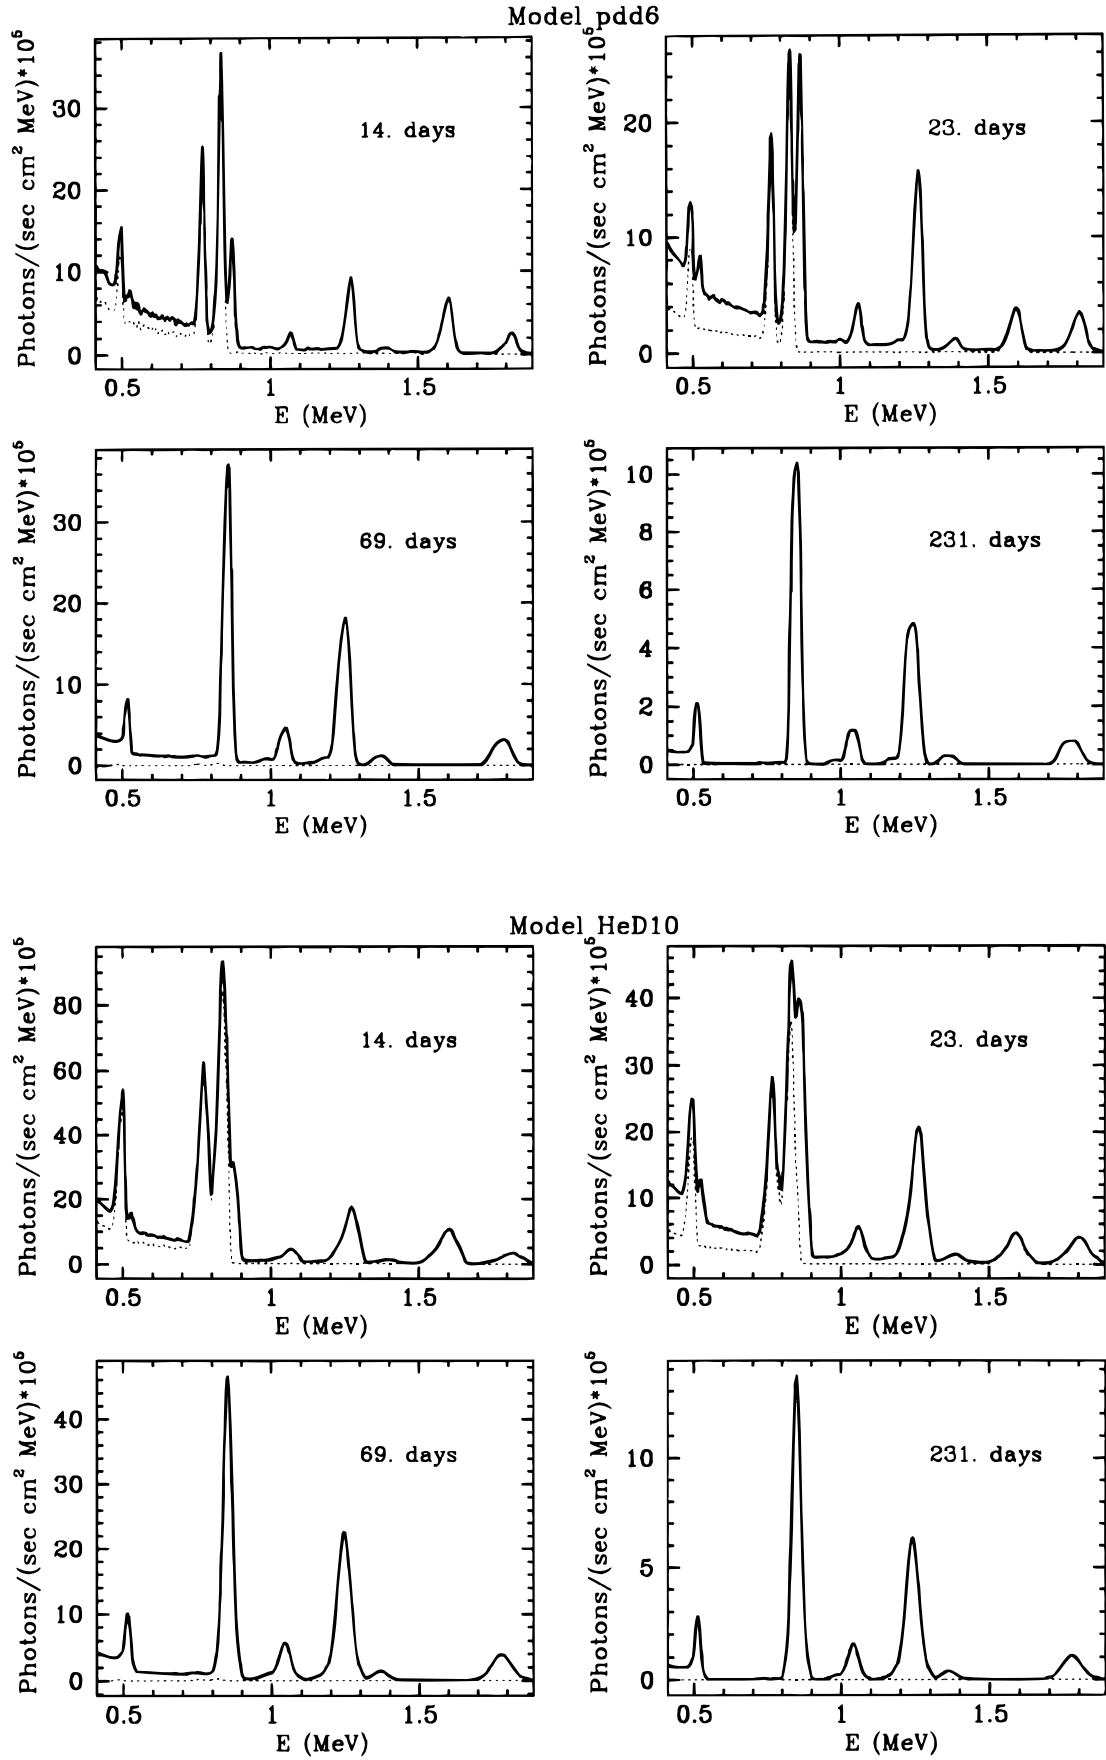 Model pdd6
Photons/(sec cm² MeV)*10⁵
30
20
10
0
14. days
0.5 1 1.5
E (MeV)
Photons/(sec cm² MeV)*10⁵
20
10
0
23. days
0.5 1 1.5
E (MeV)
Photons/(sec cm² MeV)*10⁵
30
20
10
0
69. days
0.5 1 1.5
E (MeV)
Photons/(sec cm² MeV)*10⁵
10
8
6
4
2
0
231. days
0.5 1 1.5
E (MeV)
Model HeD10
Photons/(sec cm² MeV)*10⁵
80
60
40
20
0
14. days
0.5 1 1.5
E (MeV)
Photons/(sec cm² MeV)*10⁵
40
30
20
10
0
23. days
0.5 1 1.5
E (MeV)
Photons/(sec cm² MeV)*10⁵
40
30
20
10
0
69. days
0.5 1 1.5
E (MeV)
Photons/(sec cm² MeV)*10⁵
10
5
0
231. days
0.5 1 1.5
E (MeV)